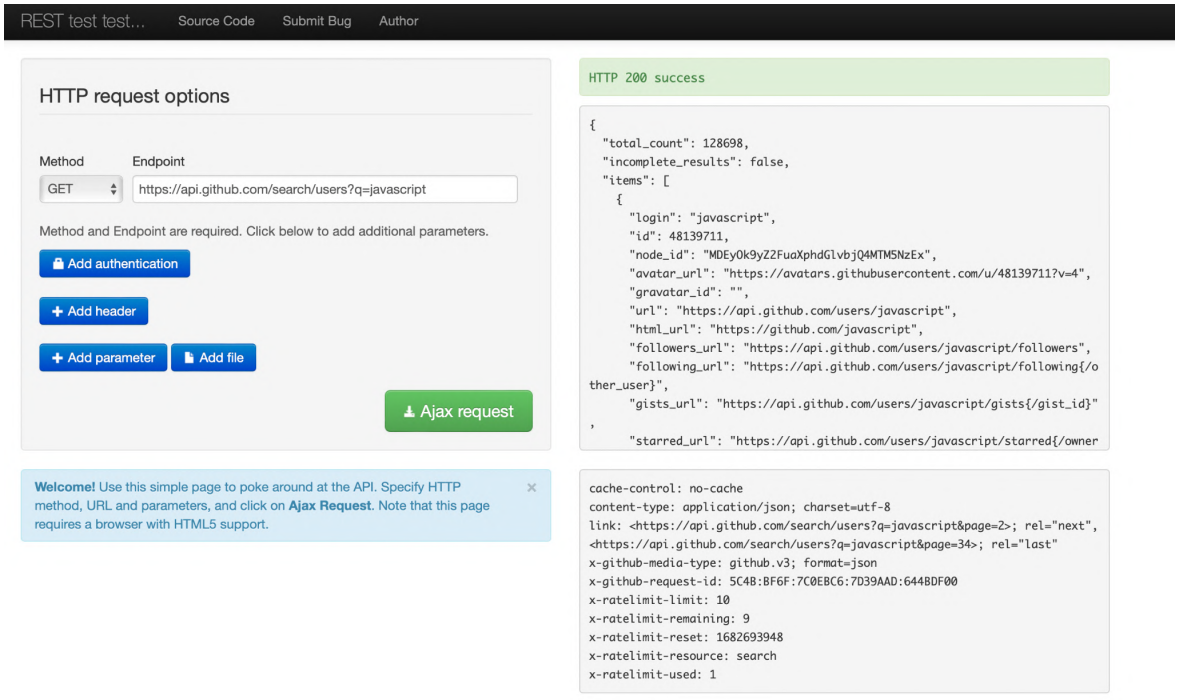 REST test test... Source Code Submit Bug Author
HTTP request options
Method Endpoint
GET https://api.github.com/search/users?q=javascript
Method and Endpoint are required. Click below to add additional parameters.
Add authentication
Add header
Add parameter Add file
Ajax request
Welcome! Use this simple page to poke around at the API. Specify HTTP ×
method, URL and parameters, and click on Ajax Request. Note that this page
requires a browser with HTML5 support.
HTTP 200 success
{
"total_count": 128698,
"incomplete_results": false,
"items": [
{
"login": "javascript",
"id": 48139711,
"node_id": "MDEyOk9yZ2FuaXphdGlvbjQ4MTM5NzEx",
"avatar_url": "https://avatars.githubusercontent.com/u/48139711?v=4",
"gravatar_id": "",
"url": "https://api.github.com/users/javascript",
"html_url": "https://github.com/javascript",
"followers_url": "https://api.github.com/users/javascript/followers",
"following_url": "https://api.github.com/users/javascript/following{/o
ther_user}",
"gists_url": "https://api.github.com/users/javascript/gists{/gist_id}"
,
"starred_url": "https://api.github.com/users/javascript/starred{/owner
cache-control: no-cache
content-type: application/json; charset=utf-8
link: <https://api.github.com/search/users?q=javascript&page=2>; rel="next",
<https://api.github.com/search/users?q=javascript&page=34>; rel="last"
x-github-media-type: github.v3; format=json
x-github-request-id: 5C4B:BF6F:7C0EBC6:7D39AAD:644BDF00
x-ratelimit-limit: 10
x-ratelimit-remaining: 9
x-ratelimit-reset: 1682693948
x-ratelimit-resource: search
x-ratelimit-used: 1